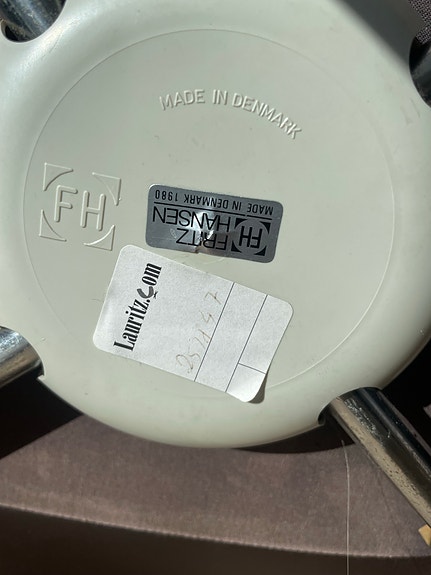 MADE IN DENMARK
FH
FRITZ
HANSEN
FH
MADE IN DENMARK 1980
Lauritz.com